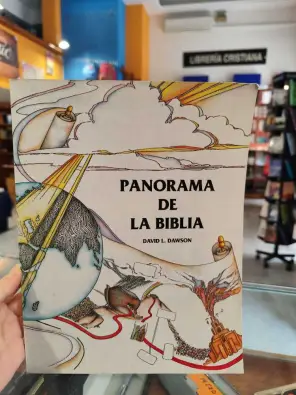 LIBRERÍA CRISTIANA
PANORAMA
DE
LA BIBLIA
DAVID L. DAWSON